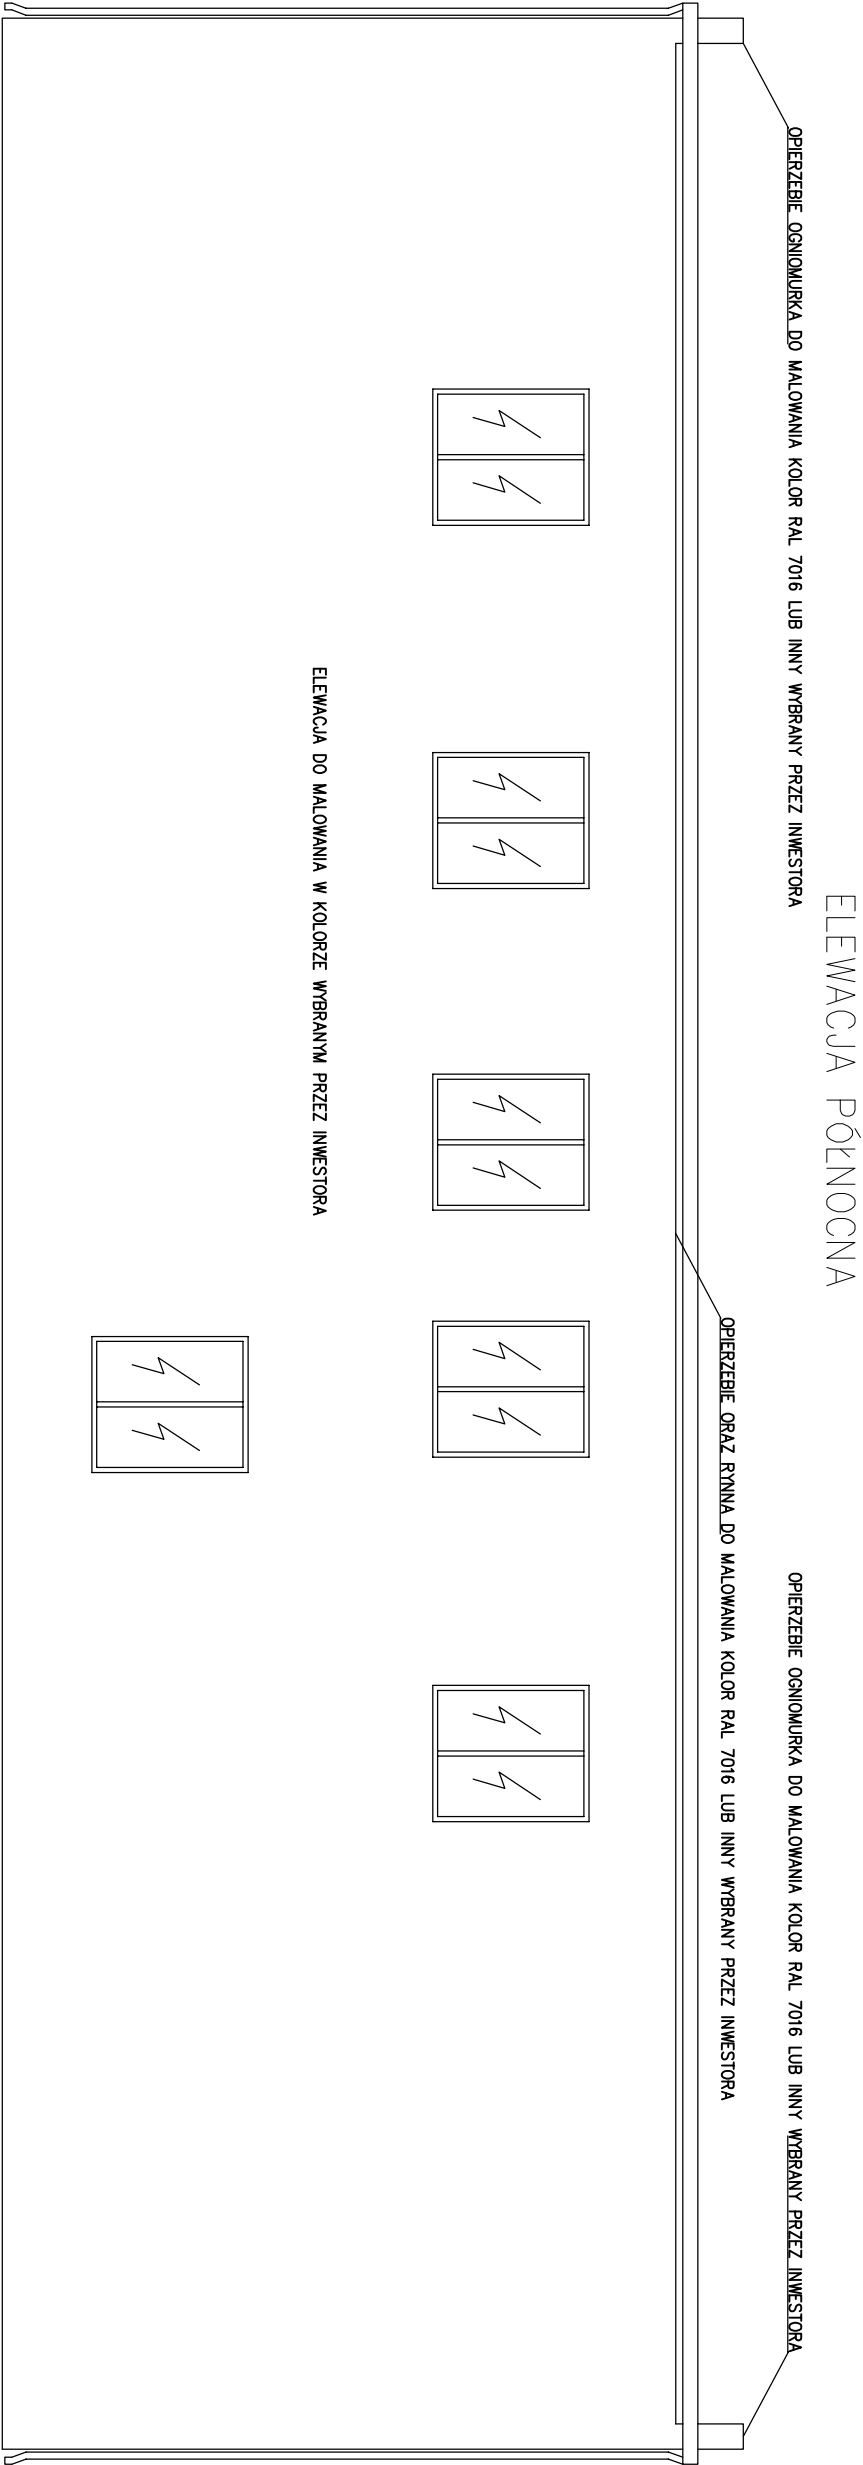 ELEWACJA PÓŁNOCNA
OPIERZEBIE OGNIOMURKA DO MALOWANIA KOLOR RAL 7016 LUB INNY WYBRANY PRZEZ INWESTORA
OPIERZEBIE OGNIOMURKA DO MALOWANIA KOLOR RAL 7016 LUB INNY WYBRANY PRZEZ INWESTORA
OPIERZEBIE ORAZ RYNNA DO MALOWANIA KOLOR RAL 7016 LUB INNY WYBRANY PRZEZ INWESTORA
ELEWACJA DO MALOWANIA W KOLORZE WYBRANYM PRZEZ INWESTORA